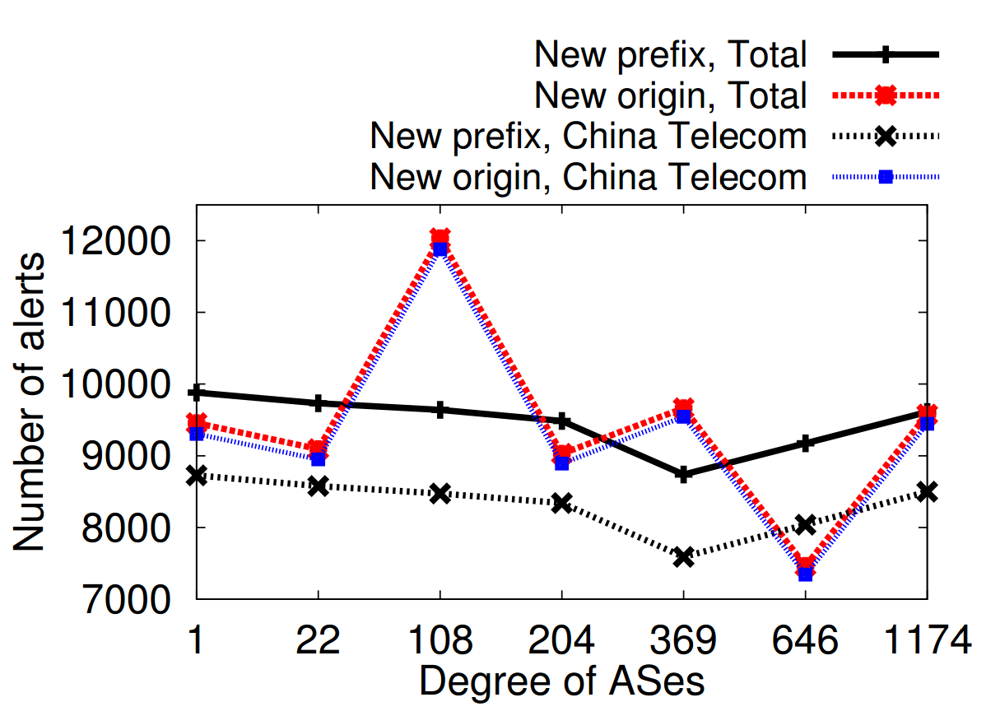 New prefix, Total
New origin, Total
New prefix, China Telecom
New origin, China Telecom
Number of alerts
12000
11000
10000
9000
8000
7000
1 22 108 204 369 646 1174
Degree of ASes